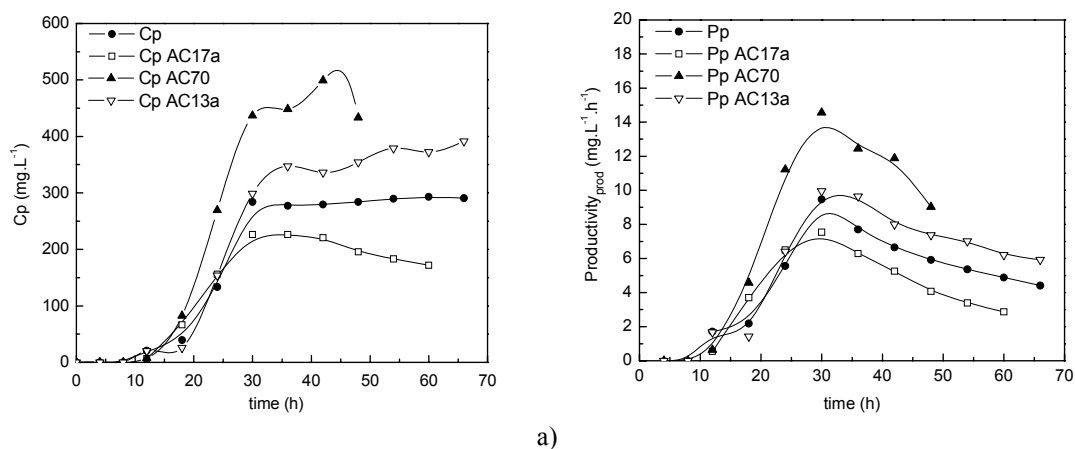 600
500
400
300
200
100
0
Cp (mg.L⁻¹)
Cp
Cp AC17a
Cp AC70
Cp AC13a
0 10 20 30 40 50 60 70
time (h)
20
18
16
14
12
10
8
6
4
2
0
Productivity_prod (mg.L⁻¹.h⁻¹)
Pp
Pp AC17a
Pp AC70
Pp AC13a
0 10 20 30 40 50 60 70
time (h)
a)